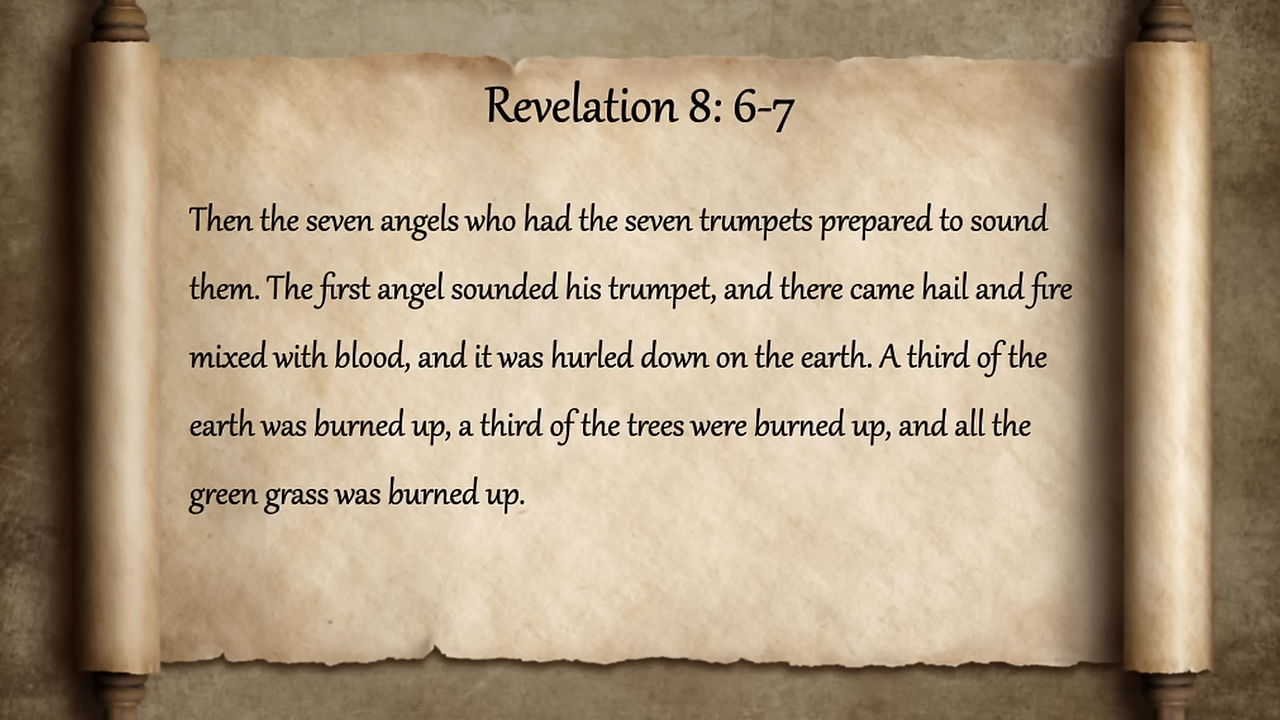 Revelation 8: 6-7
Then the seven angels who had the seven trumpets prepared to sound
them. The first angel sounded his trumpet, and there came hail and fire
mixed with blood, and it was hurled down on the earth. A third of the
earth was burned up, a third of the trees were burned up, and all the
green grass was burned up.